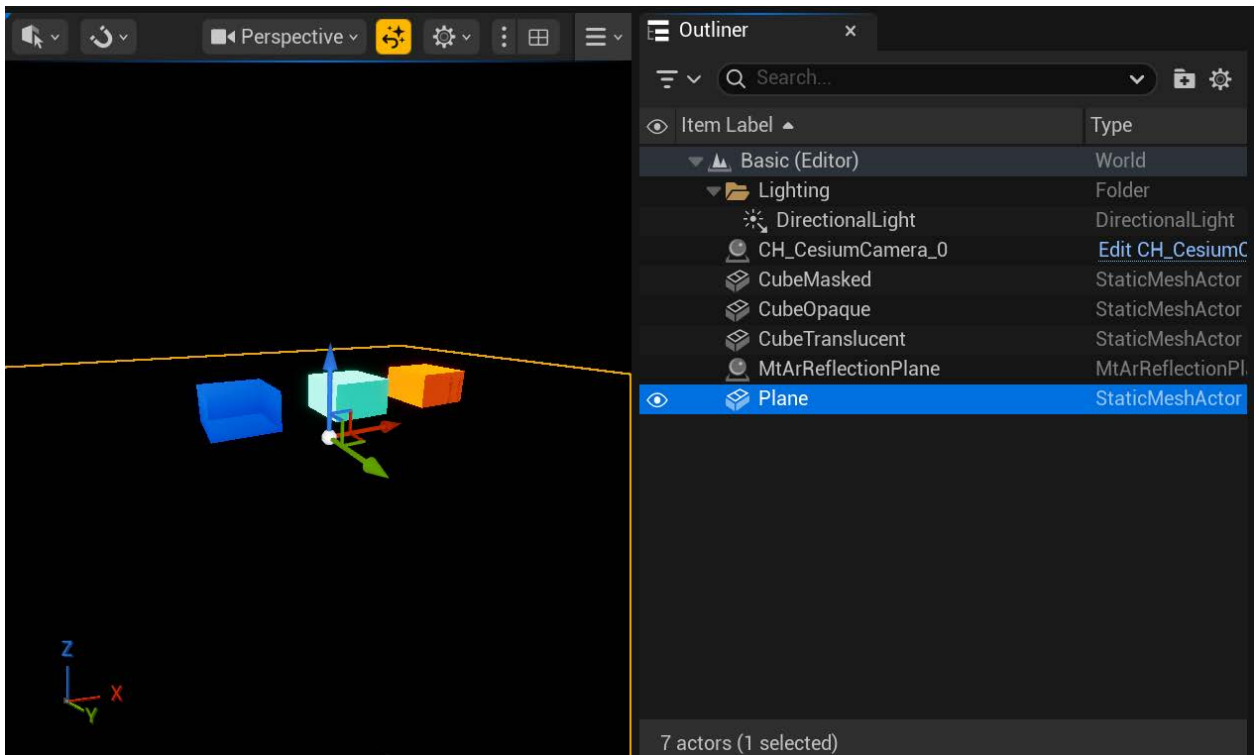 Perspective
Outliner
Search...
Item Label Type
Basic (Editor) World
Lighting Folder
DirectionalLight DirectionalLight
CH_CesiumCamera_0 Edit CH_CesiumC
CubeMasked StaticMeshActor
CubeOpaque StaticMeshActor
CubeTranslucent StaticMeshActor
MtArReflectionPlane MtArReflectionPl
Plane StaticMeshActor
Z
X
Y
7 actors (1 selected)